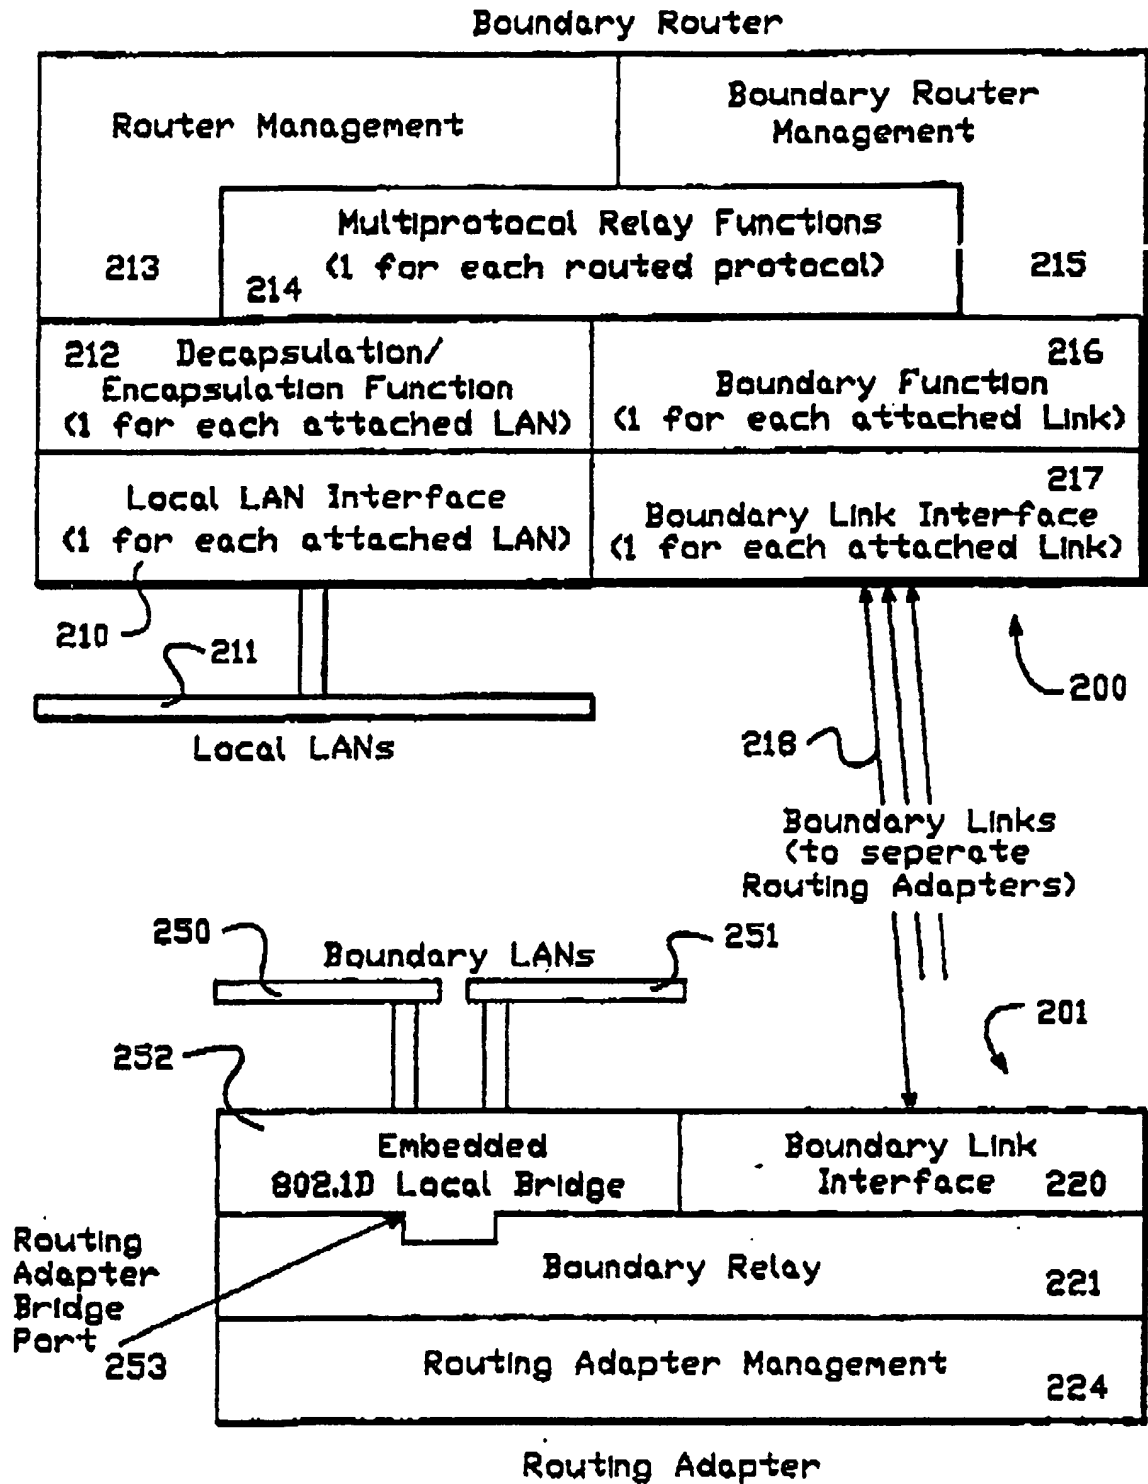 Boundary Router
Router Management
Boundary Router
Management
Multiprotocal Relay Functions
(1 for each routed protocal)
213
214
215
212 Decapsulation/
Encapsulation Function
(1 for each attached LAN)
216
Boundary Function
(1 for each attached Link)
Local LAN Interface
(1 for each attached LAN)
217
Boundary Link Interface
(1 for each attached Link)
210
211
200
Local LANs
218
Boundary Links
(to seperate
Routing Adapters)
250
Boundary LANs
251
252
201
Embedded
802.1D Local Bridge
Boundary Link
Interface 220
Routing
Adapter
Bridge
Port
253
Boundary Relay
221
Routing Adapter Management
224
Routing Adapter